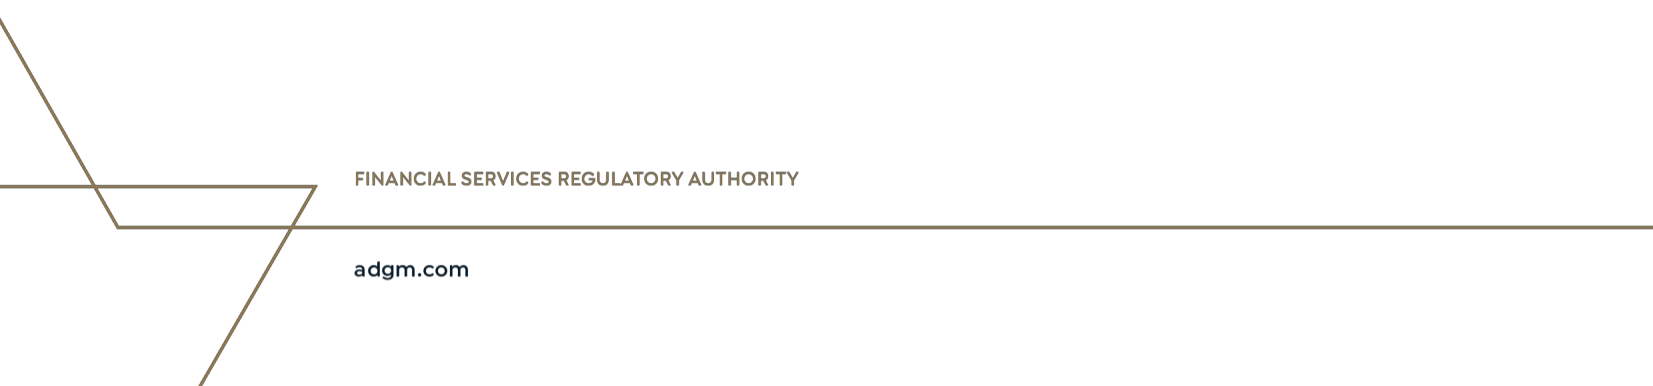 FINANCIAL SERVICES REGULATORY AUTHORITY
adgm.com